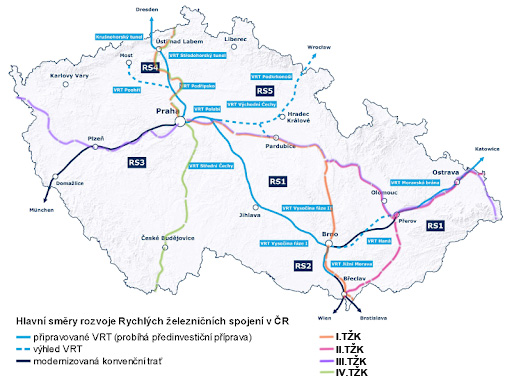 Dresden
Krušnohorský tunel
Ústí nad Labem
Liberec
Wroclaw
Most
VRT Středohorský tunel
RS4
VRT Podkrkonoší
Karlovy Vary
VRT Poohří
VRT Podřipsko
RS5
VRT Východní Čechy
Praha
VRT Polabí
Hradec
Králové
Plzeň
Pardubice
Katowice
RS3
VRT Střední Čechy
RS1
VRT Moravská brána
Ostrava
Domažlice
Olomouc
München
Jihlava
VRT Vysočina fáze II
Přerov
RS1
České Budějovice
Brno
VRT Haná
VRT Vysočina fáze I
RS2
VRT Jižní Morava
Břeclav
Wien
Bratislava
Hlavní směry rozvoje Rychlých železničních spojení v ČR
připravované VRT (probíhá předinvestiční příprava)
výhled VRT
modernizovaná konvenční trať
I.TŽK
II.TŽK
III.TŽK
IV.TŽK